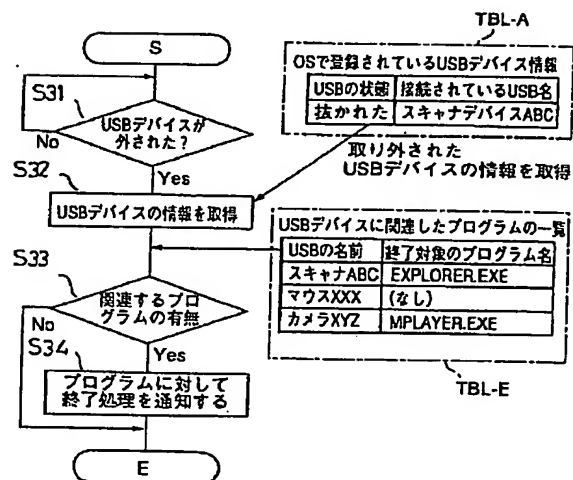 TBL-A
S
OSで登録されているUSBデバイス情報
USBの状態 接続されているUSB名
抜かれた スキャナデバイスABC
S31
USBデバイスが
外された?
No
Yes
取り外された
USBデバイスの情報を取得
S32
USBデバイスの情報を取得
USBデバイスに関連したプログラムの一覧
USBの名前 終了対象のプログラム名
スキャナABC EXPLORER.EXE
マウスXXX (なし)
カメラXYZ MPLAYER.EXE
TBL-E
S33
関連するプロ
グラムの有無
No
Yes
S34
プログラムに対して
終了処理を通知する
E